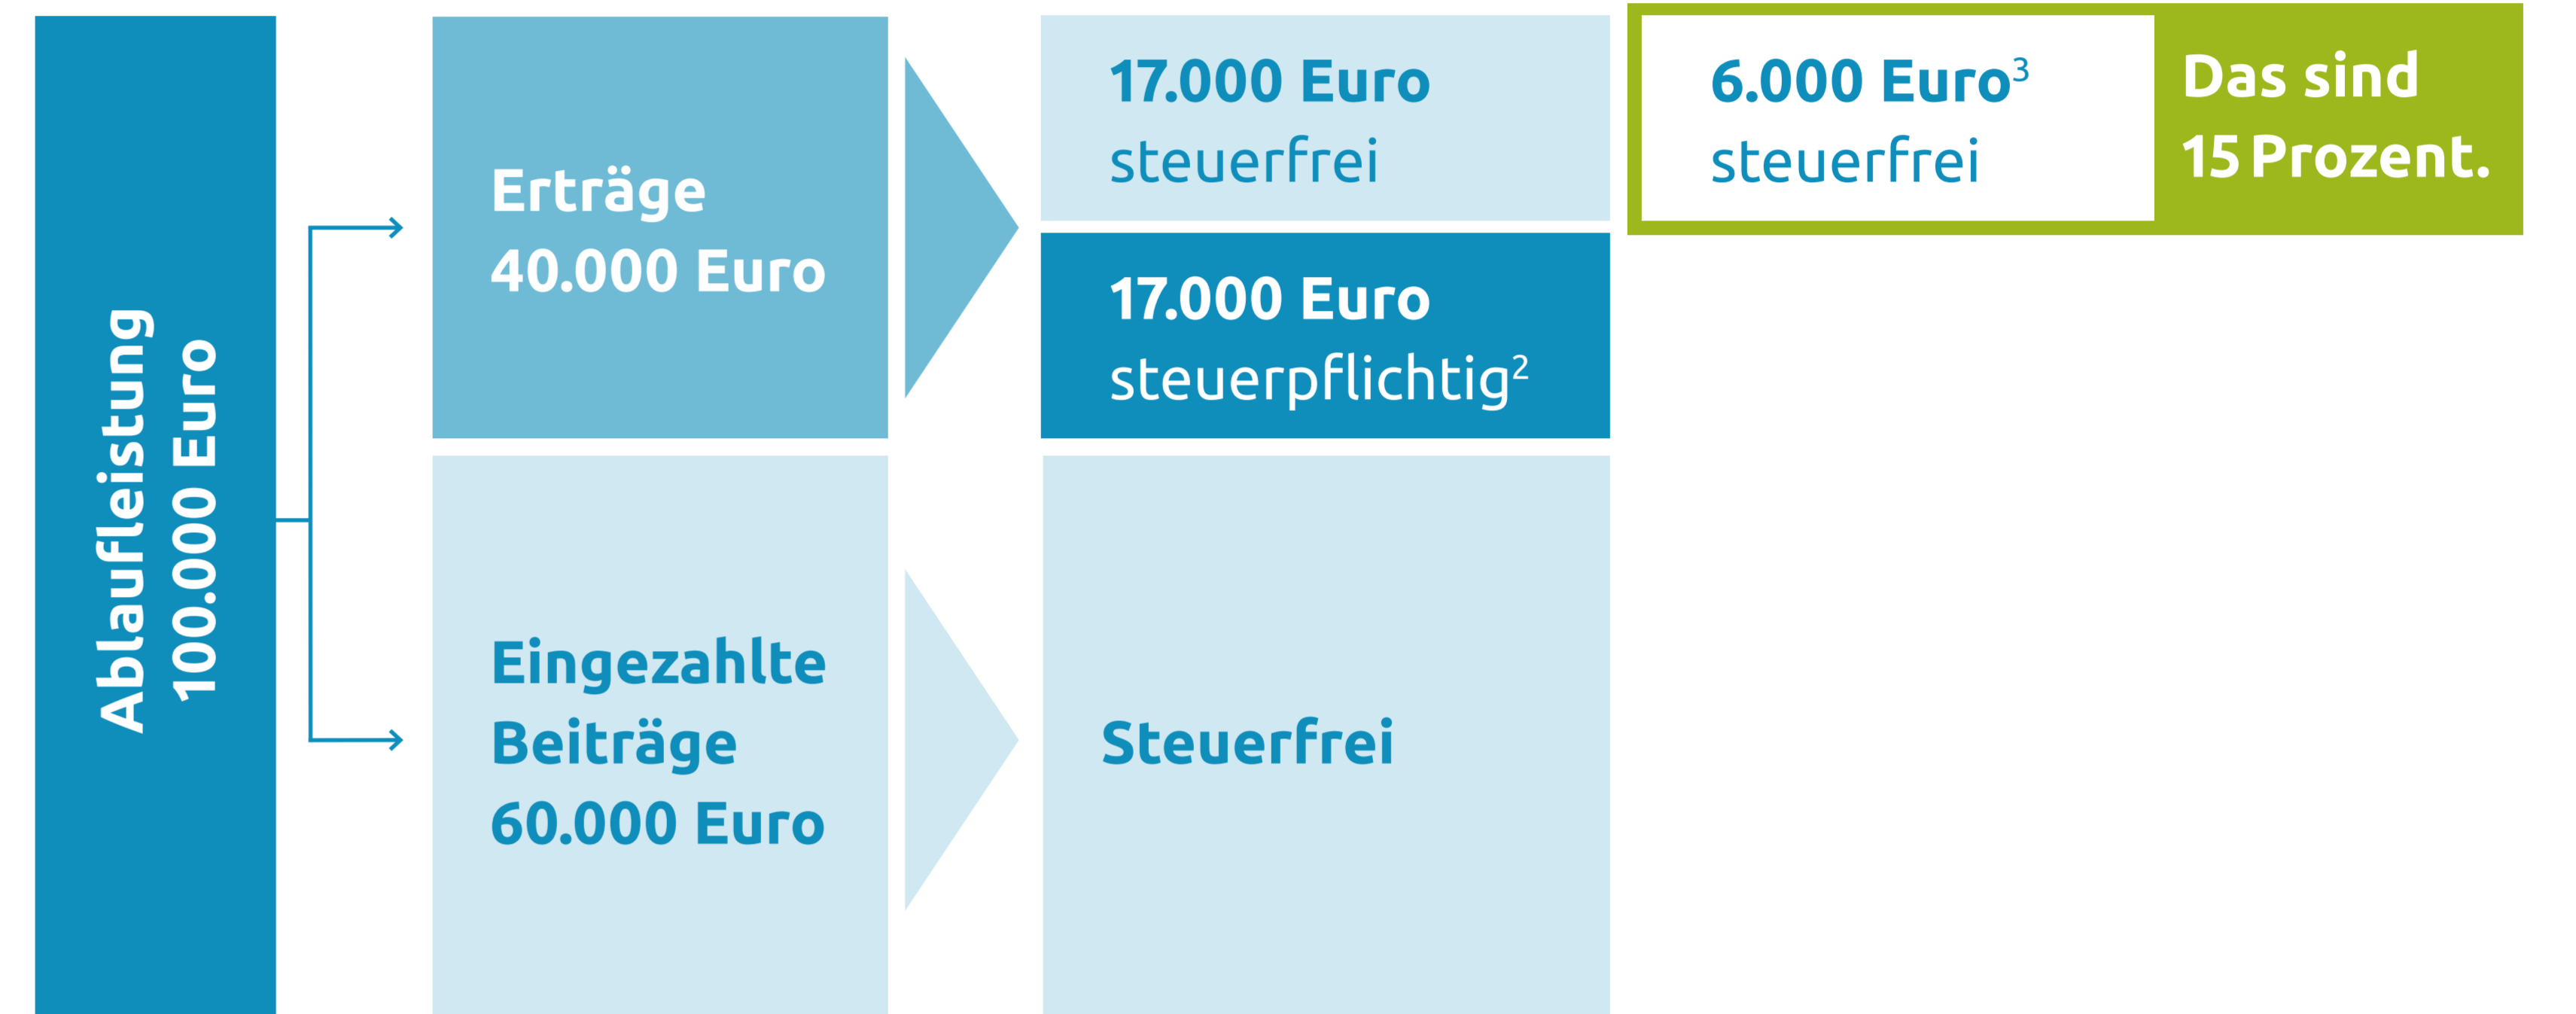 Ablaufleistung
100.000 Euro
Erträge
40.000 Euro
17.000 Euro
steuerfrei
6.000 Euro³
steuerfrei
Das sind
15 Prozent.
17.000 Euro
steuerpflichtig²
Eingezahlte
Beiträge
60.000 Euro
Steuerfrei